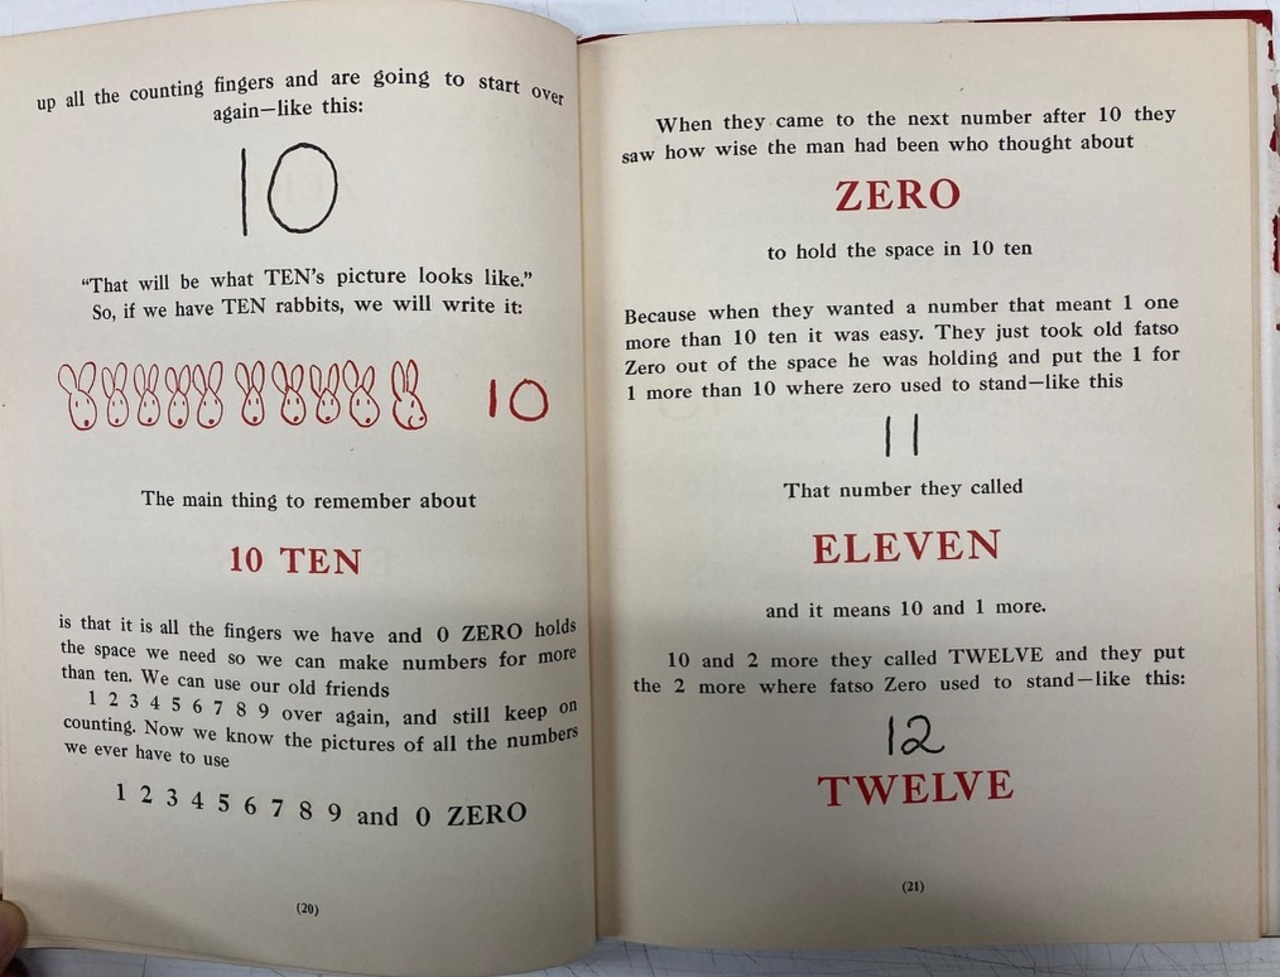 up all the counting fingers and are going to start over
again—like this:
10
“That will be what TEN’s picture looks like.”
So, if we have TEN rabbits, we will write it:
10
The main thing to remember about
10 TEN
is that it is all the fingers we have and 0 ZERO holds
the space we need so we can make numbers for more
than ten. We can use our old friends
1 2 3 4 5 6 7 8 9 over again, and still keep on
counting. Now we know the pictures of all the numbers
we ever have to use
1 2 3 4 5 6 7 8 9 and 0 ZERO
(20)
When they came to the next number after 10 they
saw how wise the man had been who thought about
ZERO
to hold the space in 10 ten
Because when they wanted a number that meant 1 one
more than 10 ten it was easy. They just took old fatso
Zero out of the space he was holding and put the 1 for
1 more than 10 where zero used to stand—like this
11
That number they called
ELEVEN
and it means 10 and 1 more.
10 and 2 more they called TWELVE and they put
the 2 more where fatso Zero used to stand—like this:
12
TWELVE
(21)